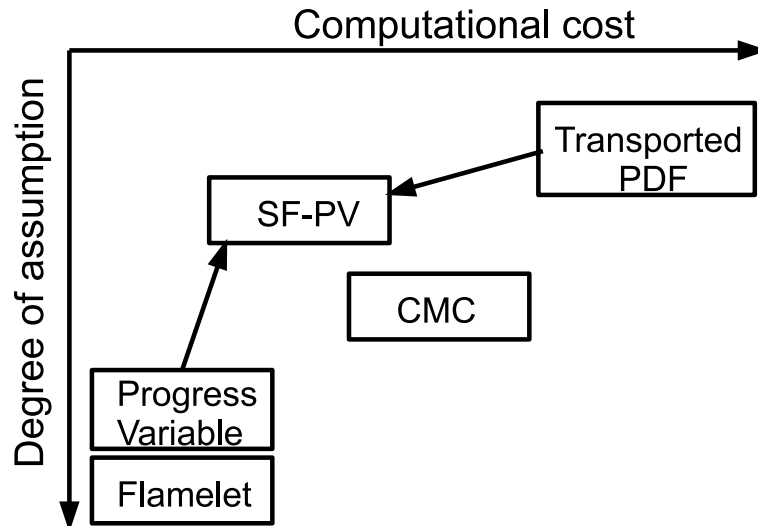 Computational cost
Degree of assumption
Transported
PDF
SF-PV
CMC
Progress
Variable
Flamelet